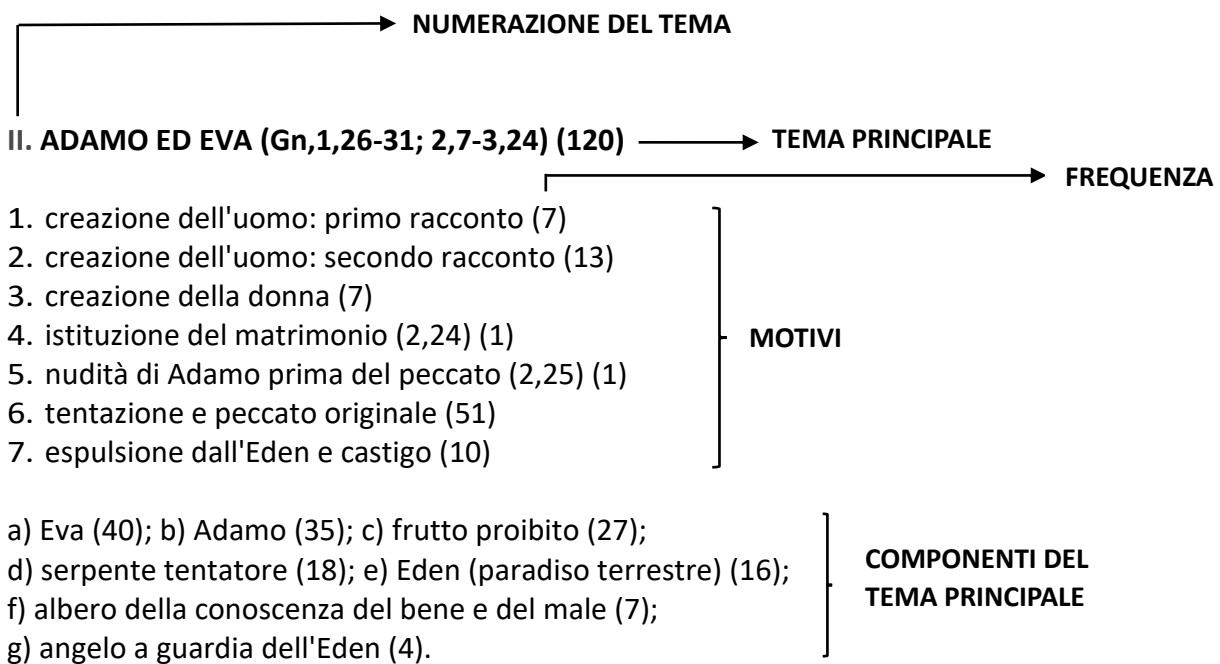 NUMERAZIONE DEL TEMA
II. ADAMO ED EVA (Gn,1,26-31; 2,7-3,24) (120)
TEMA PRINCIPALE
FREQUENZA
1. creazione dell'uomo: primo racconto (7)
2. creazione dell'uomo: secondo racconto (13)
3. creazione della donna (7)
4. istituzione del matrimonio (2,24) (1)
5. nudità di Adamo prima del peccato (2,25) (1)
6. tentazione e peccato originale (51)
7. espulsione dall'Eden e castigo (10)
MOTIVI
a) Eva (40); b) Adamo (35); c) frutto proibito (27);
d) serpente tentatore (18); e) Eden (paradiso terrestre) (16);
f) albero della conoscenza del bene e del male (7);
g) angelo a guardia dell'Eden (4).
COMPONENTI DEL
TEMA PRINCIPALE